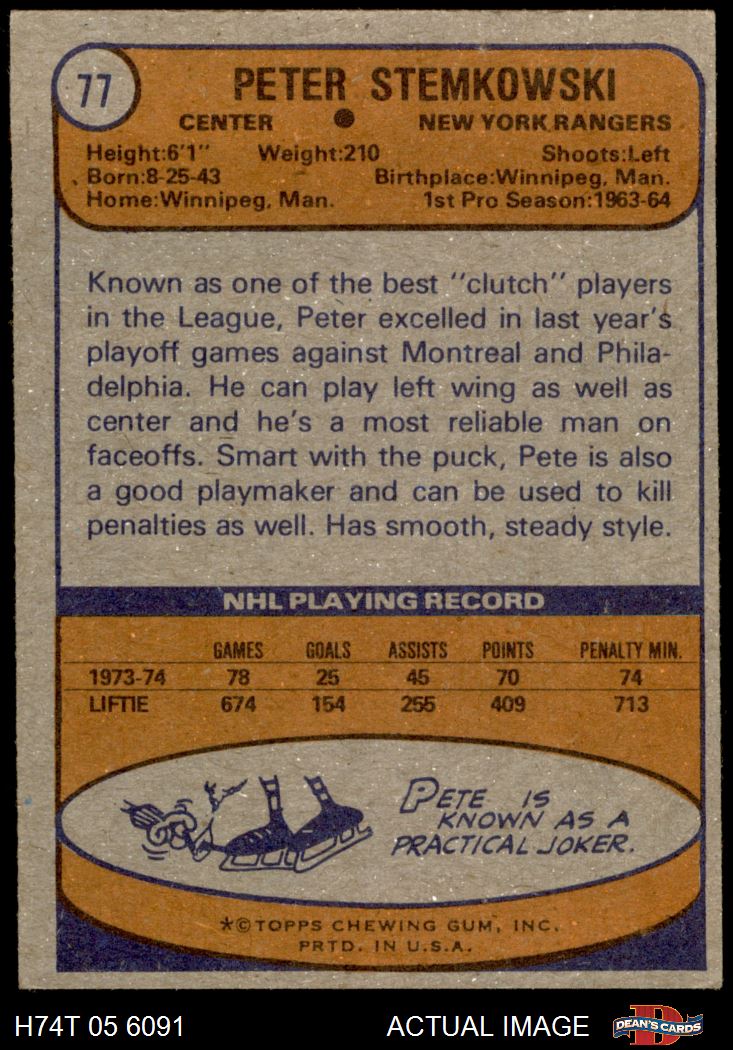 77
PETER STEMKOWSKI
CENTER ● NEW YORK RANGERS
Height:6'1" Weight:210 Shoots:Left
Born:8-25-43 Birthplace:Winnipeg, Man.
Home:Winnipeg, Man. 1st Pro Season:1963-64
Known as one of the best "clutch" players
in the League, Peter excelled in last year's
playoff games against Montreal and Phila-
delphia. He can play left wing as well as
center and he's a most reliable man on
faceoffs. Smart with the puck, Pete is also
a good playmaker and can be used to kill
penalties as well. Has smooth, steady style.
NHL PLAYING RECORD
GAMES GOALS ASSISTS POINTS PENALTY MIN.
1973-74 78 25 45 70 74
LIFTIE 674 154 255 409 713
PETE IS
KNOWN AS A
PRACTICAL JOKER.
*©TOPPS CHEWING GUM, INC.
PRTD. IN U.S.A.
H74T 05 6091 ACTUAL IMAGE
D
DEAN'S CARDS